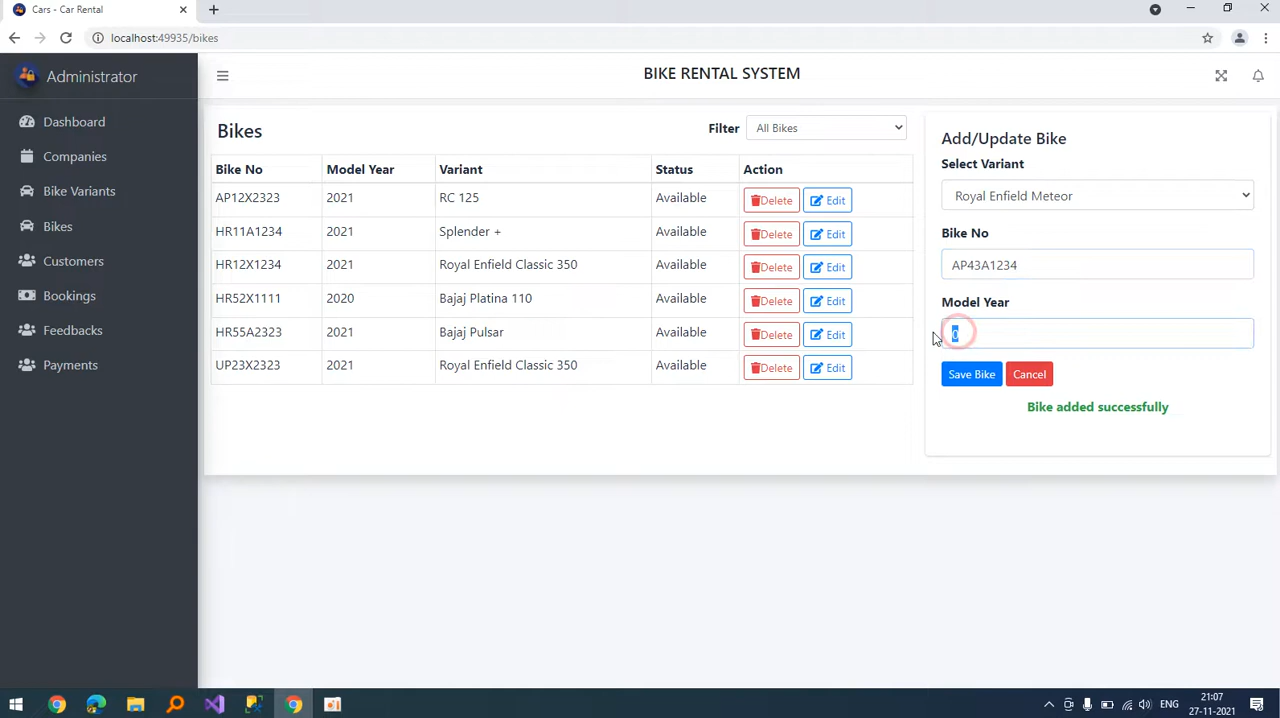 Cars - Car Rental
localhost:49935/bikes
Administrator
BIKE RENTAL SYSTEM
Dashboard
Companies
Bike Variants
Bikes
Customers
Bookings
Feedbacks
Payments
Bikes
Filter All Bikes
Bike No Model Year Variant Status Action
AP12X2323 2021 RC 125 Available Delete Edit
HR11A1234 2021 Splender + Available Delete Edit
HR12X1234 2021 Royal Enfield Classic 350 Available Delete Edit
HR52X1111 2020 Bajaj Platina 110 Available Delete Edit
HR55A2323 2021 Bajaj Pulsar Available Delete Edit
UP23X2323 2021 Royal Enfield Classic 350 Available Delete Edit
Add/Update Bike
Select Variant
Royal Enfield Meteor
Bike No
AP43A1234
Model Year
0
Save Bike Cancel
Bike added successfully
ENG
21:07
27-11-2021